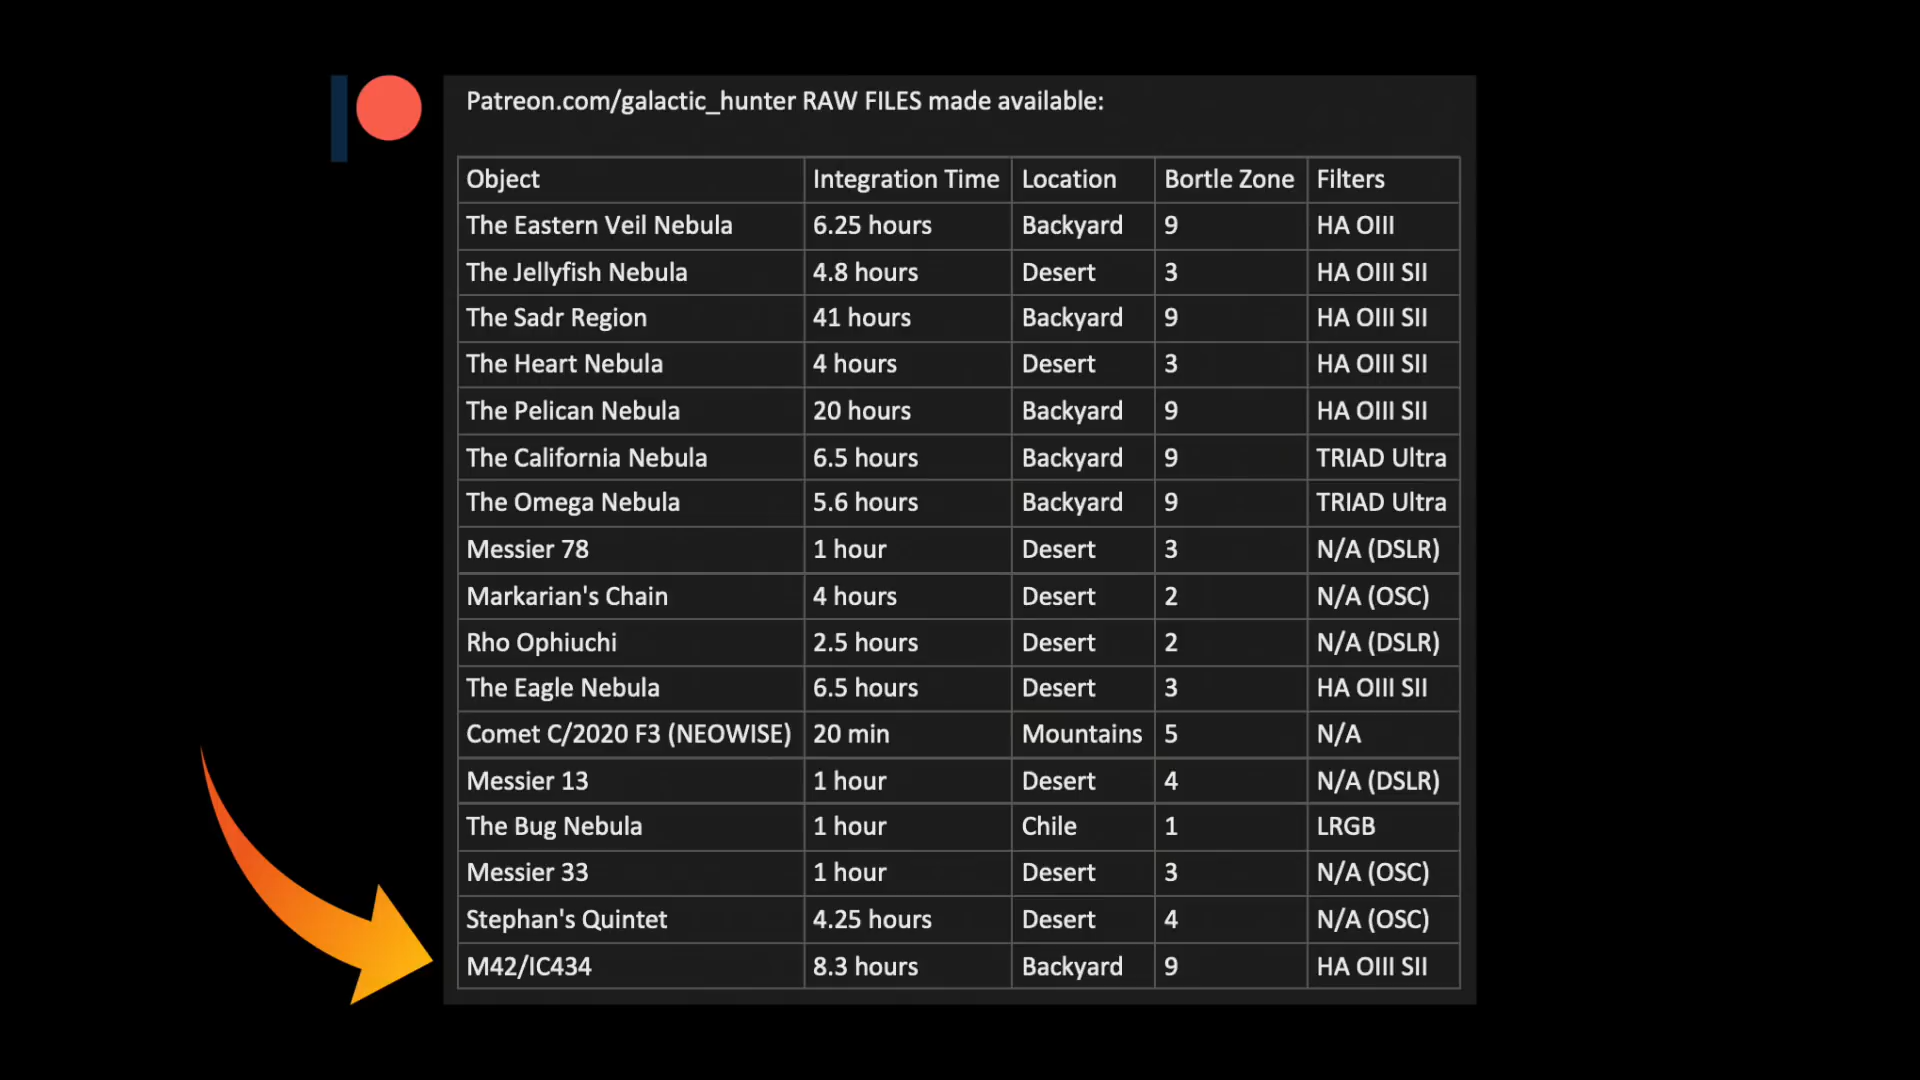 Patreon.com/galactic_hunter RAW FILES made available:
Object Integration Time Location Bortle Zone Filters
The Eastern Veil Nebula 6.25 hours Backyard 9 HA OIII
The Jellyfish Nebula 4.8 hours Desert 3 HA OIII SII
The Sadr Region 41 hours Backyard 9 HA OIII SII
The Heart Nebula 4 hours Desert 3 HA OIII SII
The Pelican Nebula 20 hours Backyard 9 HA OIII SII
The California Nebula 6.5 hours Backyard 9 TRIAD Ultra
The Omega Nebula 5.6 hours Backyard 9 TRIAD Ultra
Messier 78 1 hour Desert 3 N/A (DSLR)
Markarian's Chain 4 hours Desert 2 N/A (OSC)
Rho Ophiuchi 2.5 hours Desert 2 N/A (DSLR)
The Eagle Nebula 6.5 hours Desert 3 HA OIII SII
Comet C/2020 F3 (NEOWISE) 20 min Mountains 5 N/A
Messier 13 1 hour Desert 4 N/A (DSLR)
The Bug Nebula 1 hour Chile 1 LRGB
Messier 33 1 hour Desert 3 N/A (OSC)
Stephan's Quintet 4.25 hours Desert 4 N/A (OSC)
M42/IC434 8.3 hours Backyard 9 HA OIII SII